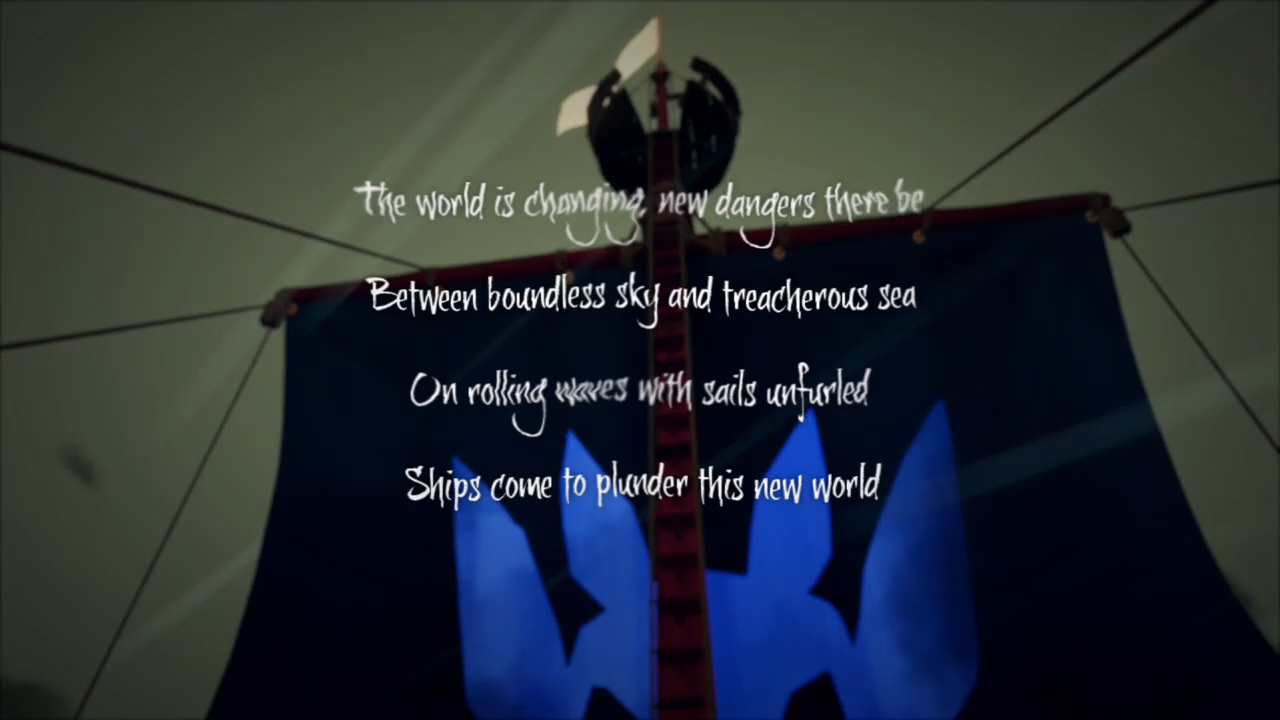 The world is changing, new dangers there be
Between boundless sky and treacherous sea
On rolling waves with sails unfurled
Ships come to plunder this new world